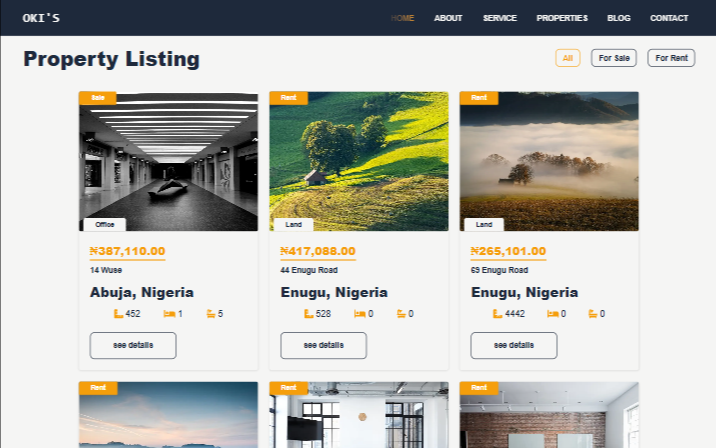 OKI'S HOME ABOUT SERVICE PROPERTIES BLOG CONTACT
Property Listing All For Sale For Rent
Sale Rent Rent
Office Land Land
₦387,110.00 ₦417,088.00 ₦265,101.00
14 Wuse 44 Enugu Road 69 Enugu Road
Abuja, Nigeria Enugu, Nigeria Enugu, Nigeria
452 1 5 528 0 0 4442 0 0
see details see details see details
Rent Rent Rent